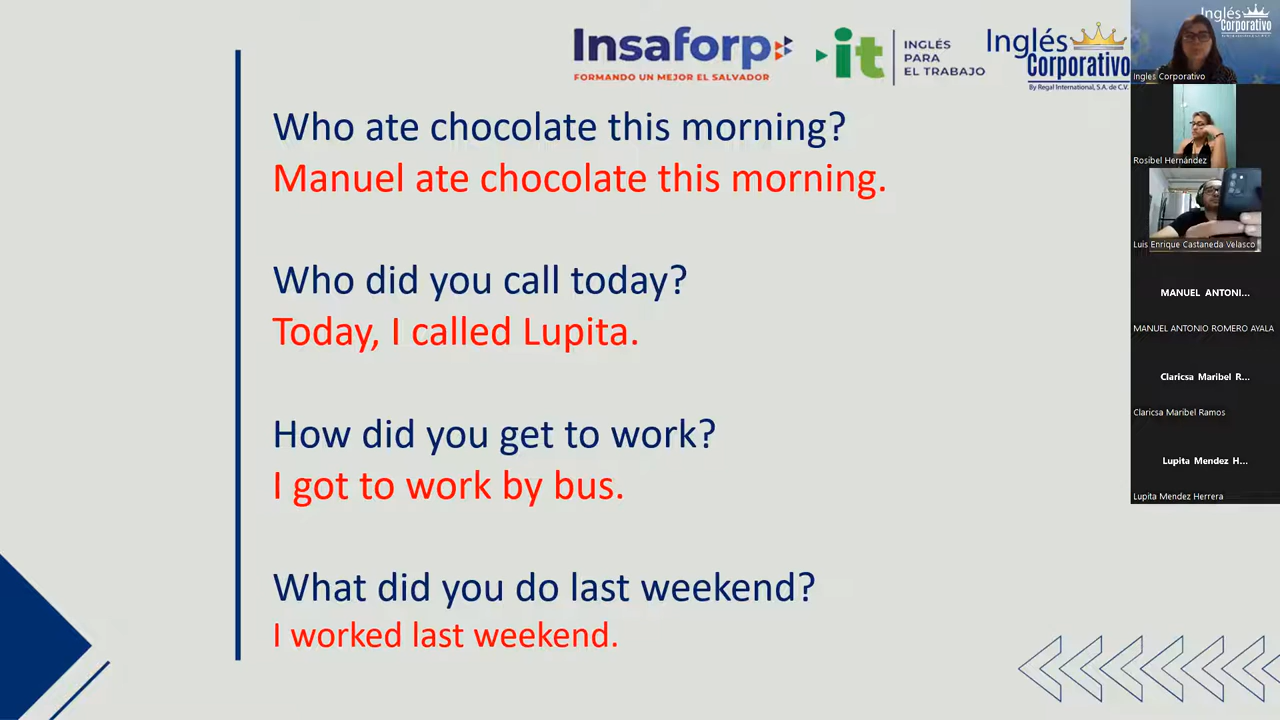 Insaforp
FORMANDO UN MEJOR EL SALVADOR
it
INGLÉS
PARA
EL TRABAJO
Inglés
Corporativo
By Regal International, S.A. de C.V.
Who ate chocolate this morning?
Manuel ate chocolate this morning.
Who did you call today?
Today, I called Lupita.
How did you get to work?
I got to work by bus.
What did you do last weekend?
I worked last weekend.
Inglés
Corporativo
Ingles Corporativo
Rosibel Hernández
Luis Enrique Castaneda Velasco
MANUEL ANTONI...
MANUEL ANTONIO ROMERO AYALA
Claricsa Maribel R...
Claricsa Maribel Ramos
Lupita Mendez H...
Lupita Mendez Herrera